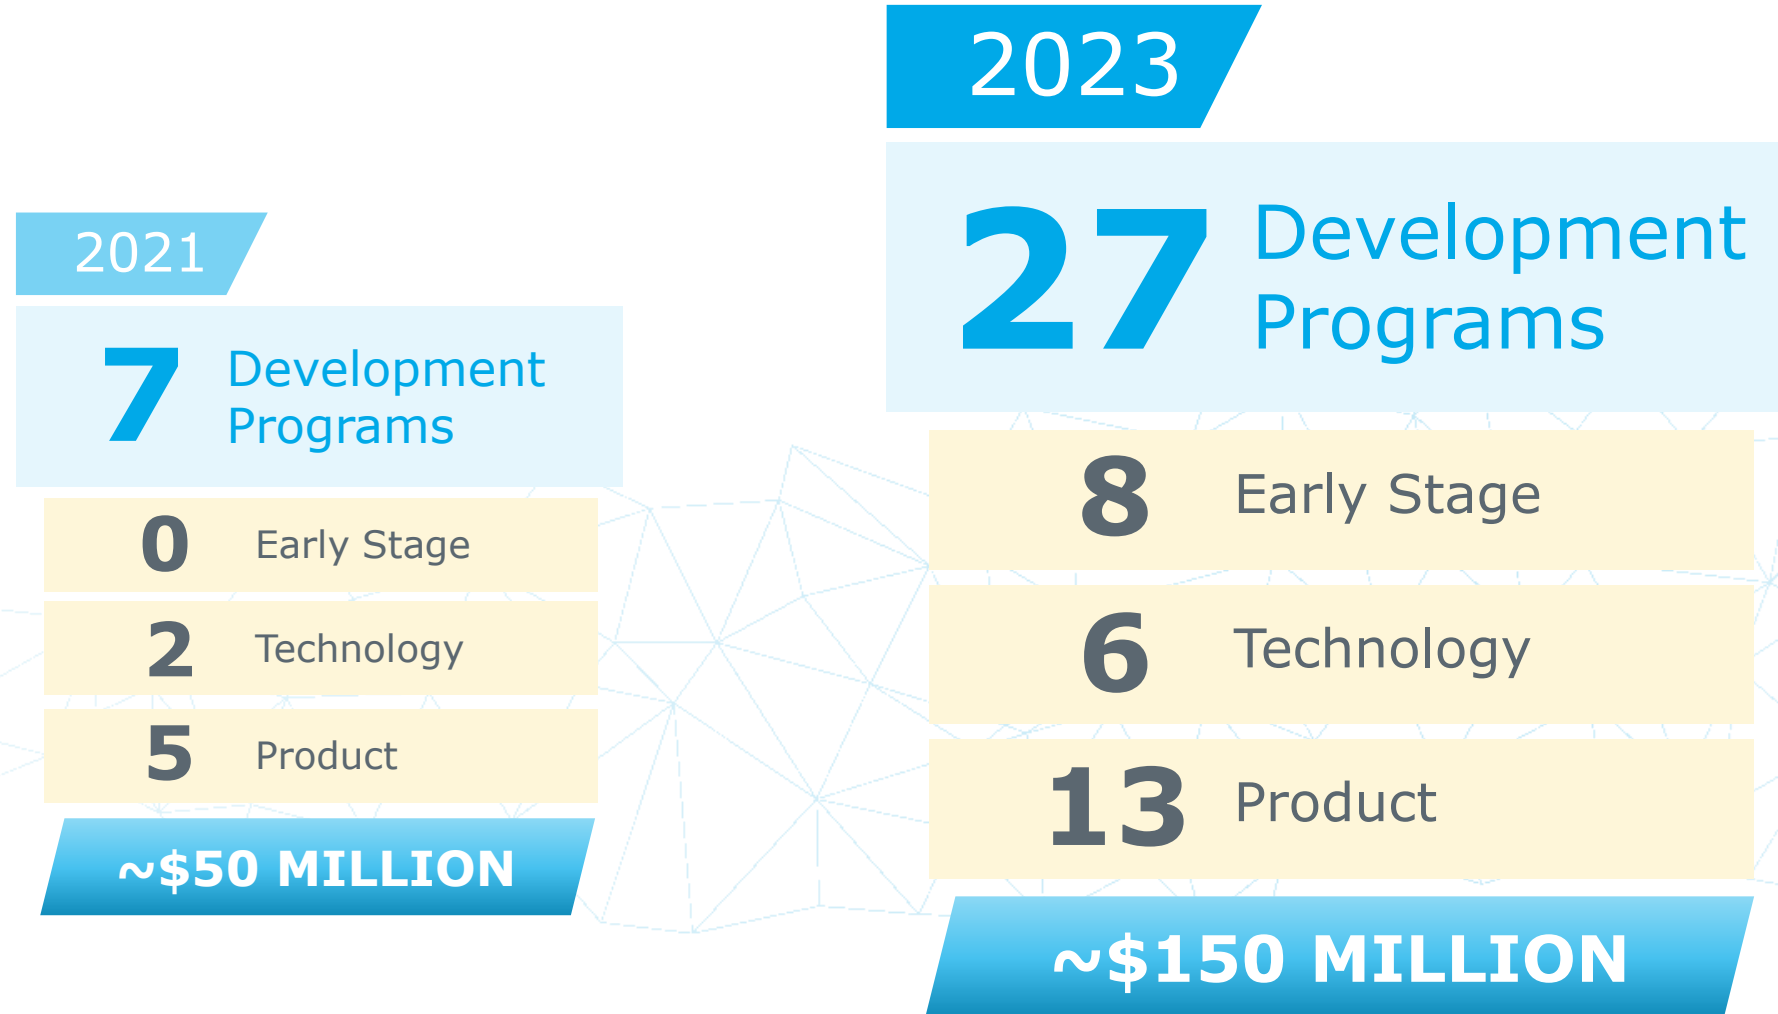 2021
7 Development
Programs
0 Early Stage
2 Technology
5 Product
~$50 MILLION
2023
27 Development
Programs
8 Early Stage
6 Technology
13 Product
~$150 MILLION